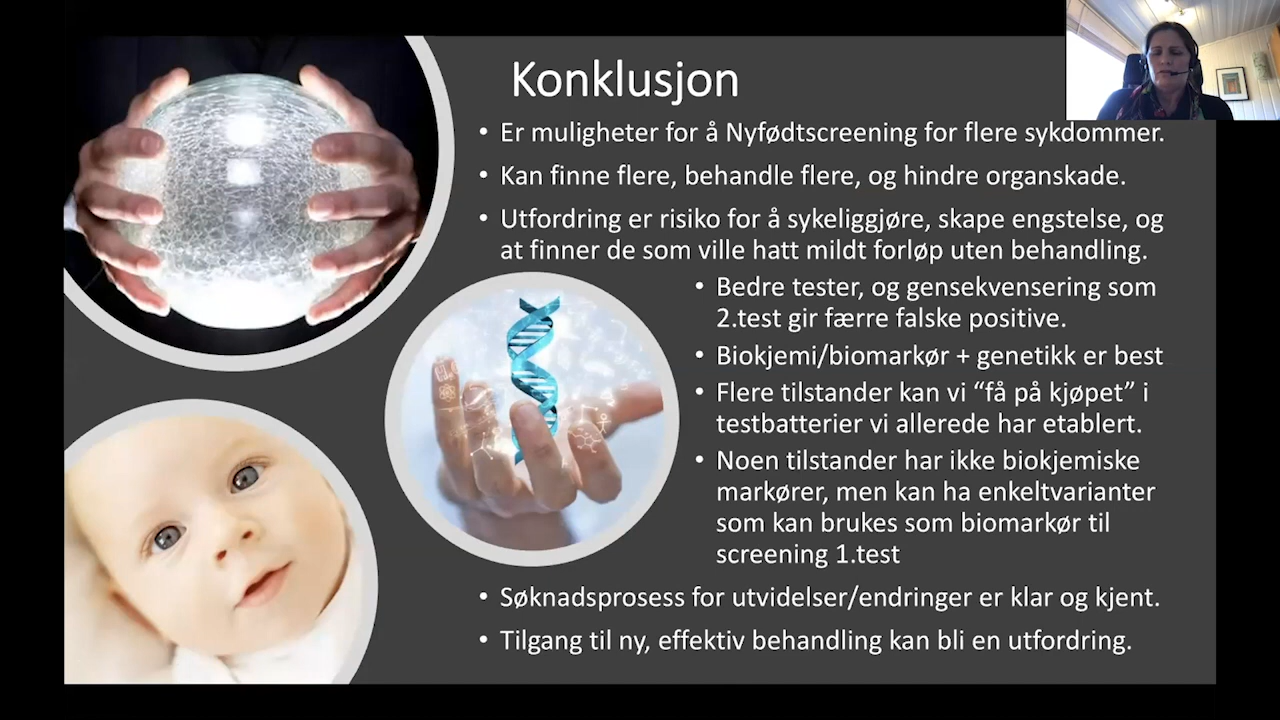 Konklusjon
• Er muligheter for å Nyfødtscreening for flere sykdommer.
• Kan finne flere, behandle flere, og hindre organskade.
• Utfordring er risiko for å sykeliggjøre, skape engstelse, og
at finner de som ville hatt mildt forløp uten behandling.
• Bedre tester, og gensekvensering som
2.test gir færre falske positive.
• Biokjemi/biomarkør + genetikk er best
• Flere tilstander kan vi “få på kjøpet” i
testbatterier vi allerede har etablert.
• Noen tilstander har ikke biokjemiske
markører, men kan ha enkeltvarianter
som kan brukes som biomarkør til
screening 1.test
• Søknadsprosess for utvidelser/endringer er klar og kjent.
• Tilgang til ny, effektiv behandling kan bli en utfordring.